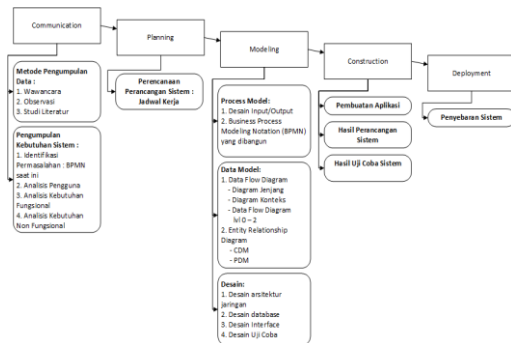 Communication
Planning
Modeling
Construction
Deployment
Metode Pengumpulan
Data :
1. Wawancara
2. Observasi
3. Studi Literatur
Pengumpulan
Kebutuhan Sistem :
1. Identifikasi
Permasalahan : BPMN
saat ini
2. Analisis Pengguna
3. Analisis Kebutuhan
Fungsional
4. Analisis Kebutuhan
Non Fungsional
Perencanaan
Perancangan Sistem :
Jadwal Kerja
Process Model:
1. Desain Input/Output
2. Business Process
Modeling Notation (BPMN)
yang dibangun
Data Model:
1. Data Flow Diagram
- Diagram Jenjang
- Diagram Konteks
- Data Flow Diagram
lvl 0 – 2
2. Entity Relationship
Diagram
- CDM
- PDM
Desain:
1. Desain arsitektur
jaringan
2. Desain database
3. Desain Interface
4. Desain Uji Coba
Pembuatan Aplikasi
Hasil Perancangan
Sistem
Hasil Uji Coba Sistem
Penyebaran Sistem